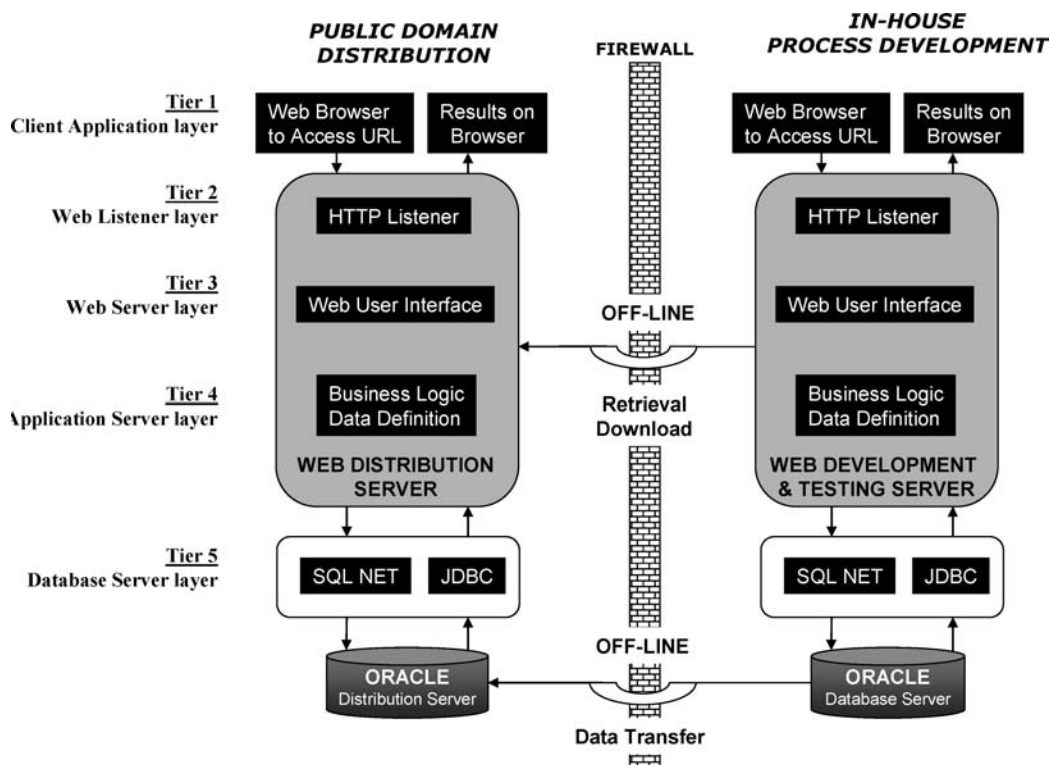 PUBLIC DOMAIN
DISTRIBUTION
FIREWALL
IN-HOUSE
PROCESS DEVELOPMENT
Tier 1
Client Application layer
Web Browser
to Access URL
Results on
Browser
Web Browser
to Access URL
Results on
Browser
Tier 2
Web Listener layer
HTTP Listener
HTTP Listener
Tier 3
Web Server layer
Web User Interface
OFF-LINE
Web User Interface
Tier 4
Application Server layer
Business Logic
Data Definition
Retrieval
Download
Business Logic
Data Definition
WEB DISTRIBUTION
SERVER
WEB DEVELOPMENT
& TESTING SERVER
Tier 5
Database Server layer
SQL NET
JDBC
SQL NET
JDBC
OFF-LINE
ORACLE
Distribution Server
ORACLE
Database Server
Data Transfer